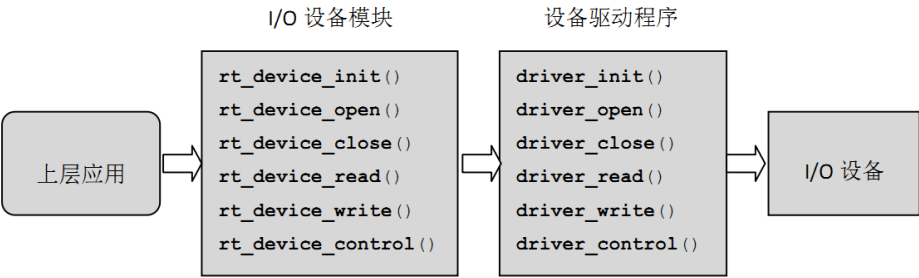 I/O 设备模块
设备驱动程序
上层应用
rt_device_init()
rt_device_open()
rt_device_close()
rt_device_read()
rt_device_write()
rt_device_control()
driver_init()
driver_open()
driver_close()
driver_read()
driver_write()
driver_control()
I/O 设备